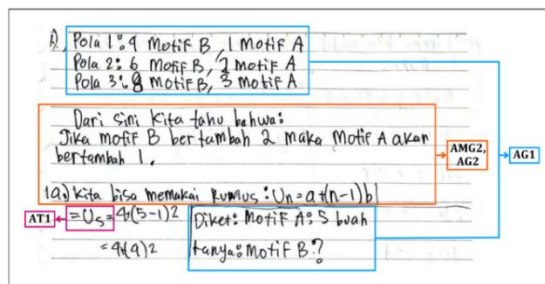 b). Pola 1: 4 Motif B, 1 Motif A
Pola 2: 6 Motif B, 2 Motif A
Pola 3: 8 Motif B, 3 Motif A
Dari sini kita tahu bahwa:
Jika motif B bertambah 2 maka Motif A akan
bertambah 1.
AMG2,
AG2
AG1
1a.) Kita bisa memakai rumus: Un = a+(n-1)b
AT1
= U5 = 4+(5-1)2
Diket: Motif A: 5 buah
= 4+(4)2
tanya: Motif B?